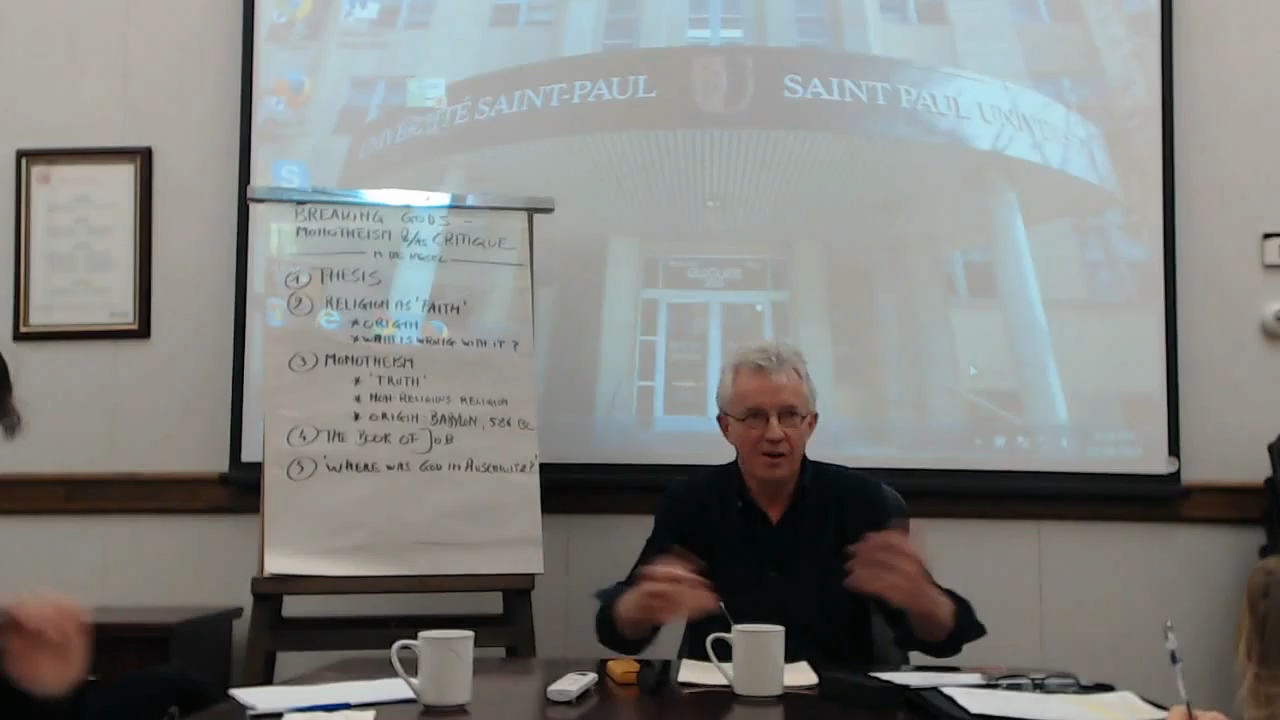 UNIVERSITÉ SAINT-PAUL
SAINT PAUL UNIVE
BREAKING GODS –
MONOTHEISM &/AS CRITIQUE
① THESIS
② RELIGION AS 'FAITH'
* ORIGIN
* WHAT IS WRONG WITH IT?
③ MONOTHEISM
* 'TRUTH'
* NON-RELIGIOUS RELIGION
* ORIGIN: BABYLON, 586 BC
④ THE BOOK OF JOB
⑤ 'WHERE WAS GOD IN AUSCHWITZ?'